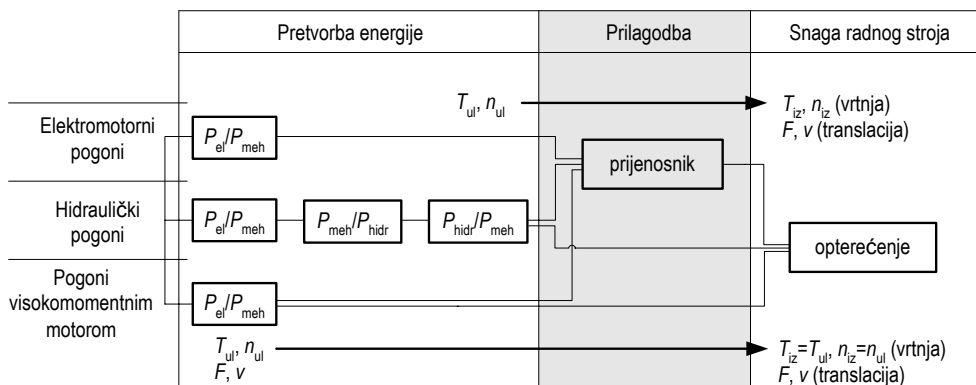 Pretvorba energije
Prilagodba
Snaga radnog stroja
T_ul, n_ul
T_iz, n_iz (vrtnja)
F, v (translacija)
Elektromotorni
pogoni
P_el/P_meh
prijenosnik
Hidraulički
pogoni
P_el/P_meh
P_meh/P_hidr
P_hidr/P_meh
opterećenje
Pogoni
visokomomentnim
motorom
P_el/P_meh
T_ul, n_ul
F, v
T_iz=T_ul, n_iz=n_ul (vrtnja)
F, v (translacija)